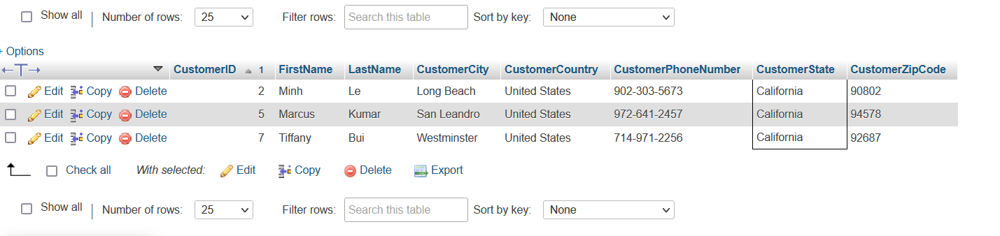 Show all | Number of rows: 25 Filter rows: Search this table Sort by key: None
+ Options
←T→ CustomerID 1 FirstName LastName CustomerCity CustomerCountry CustomerPhoneNumber CustomerState CustomerZipCode
Edit Copy Delete 2 Minh Le Long Beach United States 902-303-5673 California 90802
Edit Copy Delete 5 Marcus Kumar San Leandro United States 972-641-2457 California 94578
Edit Copy Delete 7 Tiffany Bui Westminster United States 714-971-2256 California 92687
Check all With selected: Edit Copy Delete Export
Show all | Number of rows: 25 Filter rows: Search this table Sort by key: None